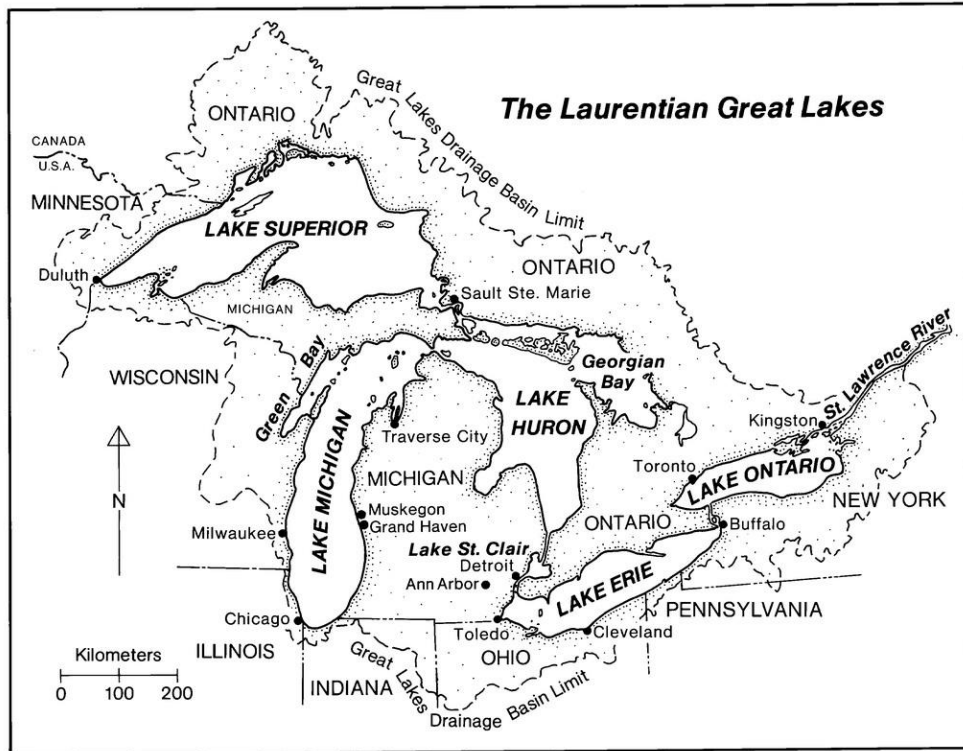 The Laurentian Great Lakes
Great Lakes Drainage Basin Limit
ONTARIO
CANADA
U.S.A.
MINNESOTA
LAKE SUPERIOR
Duluth
MICHIGAN
ONTARIO
Sault Ste. Marie
WISCONSIN
Green Bay
Georgian
Bay
St. Lawrence River
LAKE
HURON
Kingston
Traverse City
LAKE MICHIGAN
MICHIGAN
Toronto
LAKE ONTARIO
NEW YORK
N
Muskegon
Grand Haven
ONTARIO
Buffalo
Milwaukee
Lake St. Clair
Detroit
Ann Arbor
LAKE ERIE
PENNSYLVANIA
Chicago
Toledo
Cleveland
ILLINOIS
OHIO
Kilometers
0 100 200
INDIANA
Great Lakes
Drainage Basin Limit